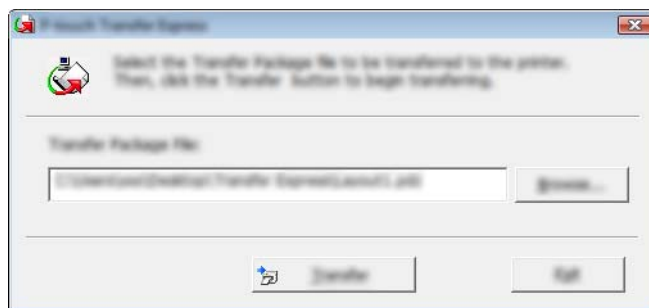 P-touch Transfer Express
Select the Transfer Package file to be transferred to the printer.
Then, click the Transfer button to begin transferring.
Transfer Package File:
Browse...
Transfer
Exit